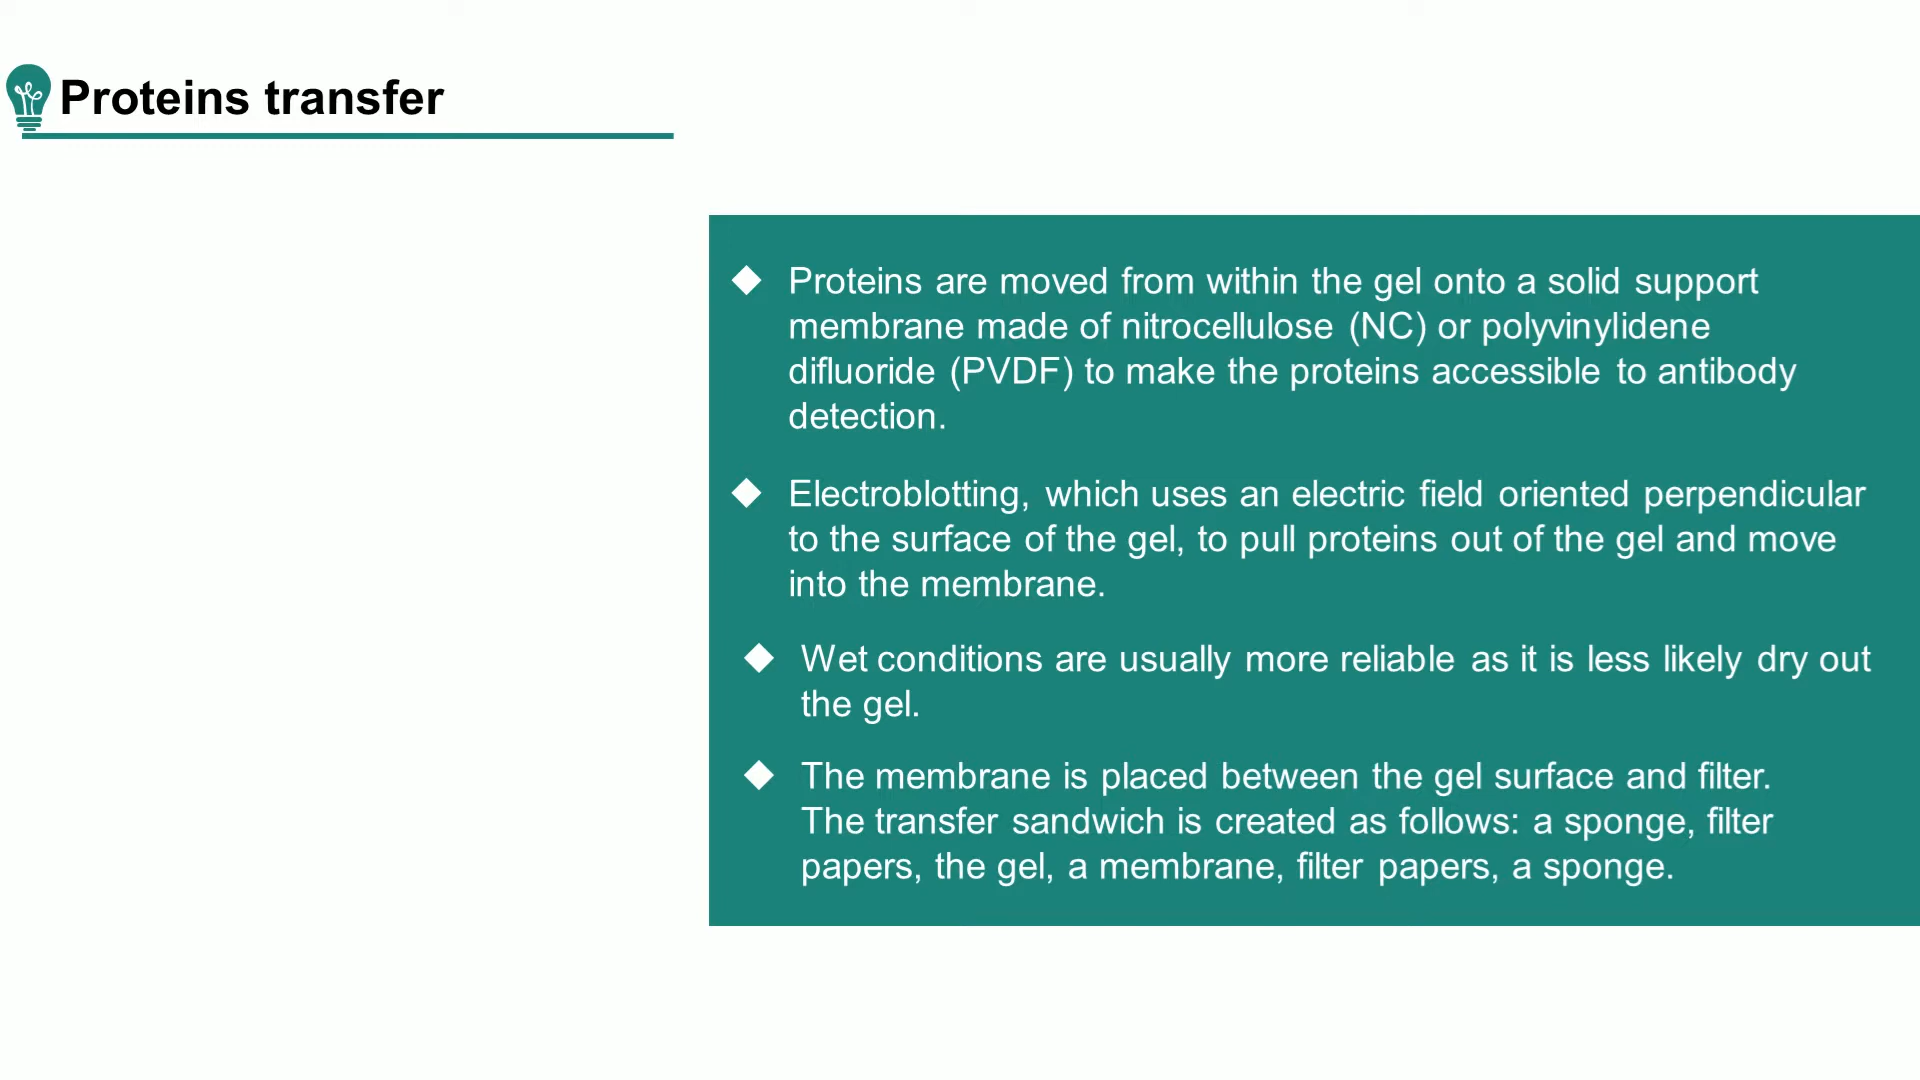 Proteins transfer
Proteins are moved from within the gel onto a solid support
membrane made of nitrocellulose (NC) or polyvinylidene
difluoride (PVDF) to make the proteins accessible to antibody
detection.
Electroblotting, which uses an electric field oriented perpendicular
to the surface of the gel, to pull proteins out of the gel and move
into the membrane.
Wet conditions are usually more reliable as it is less likely dry out
the gel.
The membrane is placed between the gel surface and filter.
The transfer sandwich is created as follows: a sponge, filter
papers, the gel, a membrane, filter papers, a sponge.